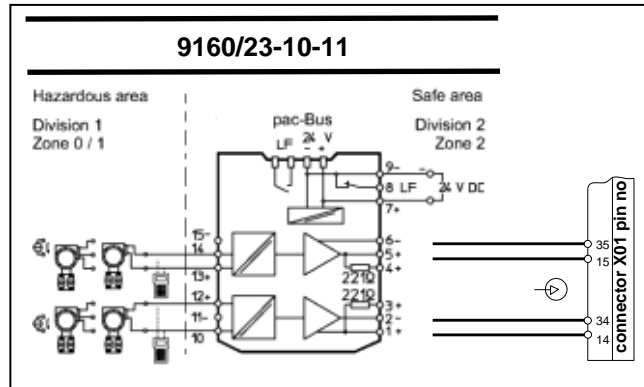 9160/23-10-11
Hazardous area
Division 1
Zone 0 / 1
Safe area
Division 2
Zone 2
pac-Bus
LF 24 V
- +
9-
8 LF
7+
-
24 V DC
+
15-
14
13+
12+
11-
10
6-
5+
4+
221Ω
221Ω
3+
2-
1+
35
15
34
14
connector X01 pin no